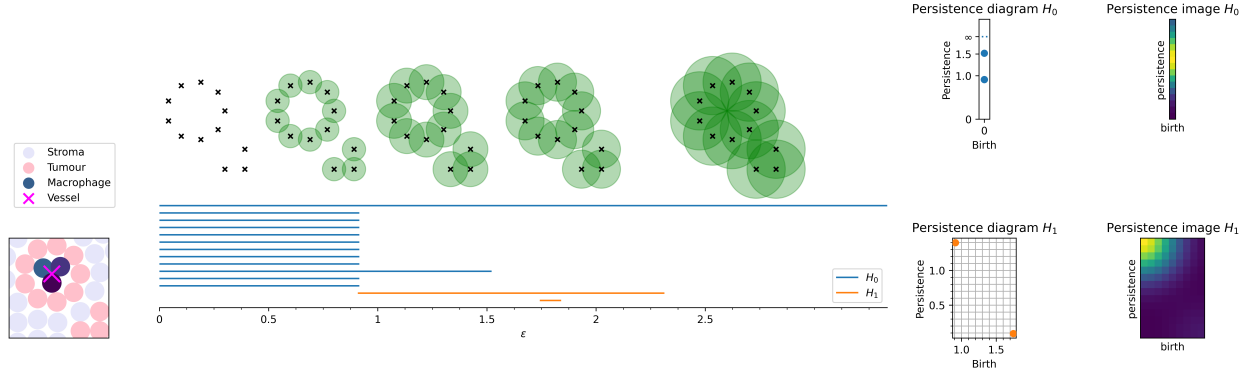 Persistence diagram H₀
Persistence image H₀
Persistence
∞
1.5
1.0
0
0
Birth
persistence
birth
Stroma
Tumour
Macrophage
Vessel
H₀
H₁
0
0.5
1
1.5
2
2.5
ε
Persistence diagram H₁
Persistence image H₁
Persistence
1.0
0.5
1.0
1.5
Birth
persistence
birth